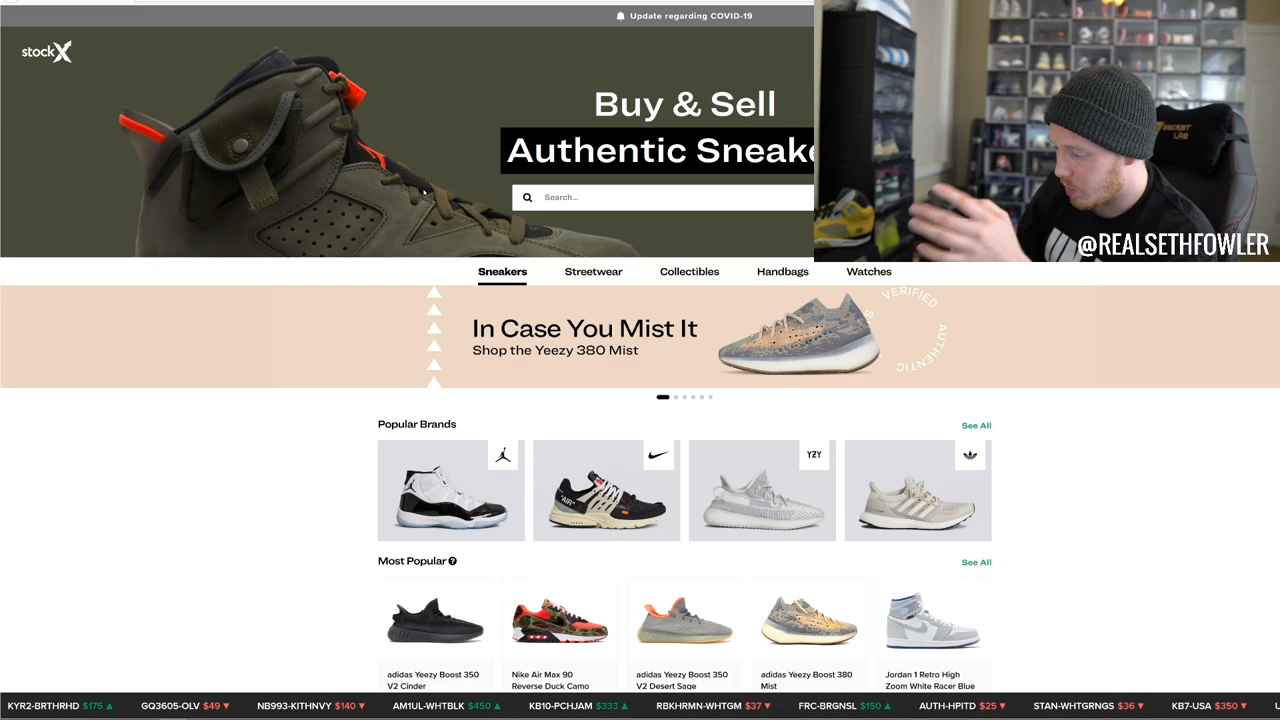 Update regarding COVID-19
stockX
Buy & Sell
Authentic Sneake
Search...
@REALSETHFOWLER
SECRET LAB
Sneakers
Streetwear
Collectibles
Handbags
Watches
In Case You Mist It
Shop the Yeezy 380 Mist
VERIFIED AUTHENTIC
Popular Brands
See All
"AIR"
YZY
Most Popular ?
See All
adidas Yeezy Boost 350
V2 Cinder
Nike Air Max 90
Reverse Duck Camo
adidas Yeezy Boost 350
V2 Desert Sage
adidas Yeezy Boost 380
Mist
Jordan 1 Retro High
Zoom White Racer Blue
KYR2-BRTHRHD $175 ▲ GQ3605-OLV $49 ▼ NB993-KITHNVY $140 ▼ AM1UL-WHTBLK $450 ▲ KB10-PCHJAM $333 ▲ RBKHRMN-WHTGM $37 ▼ FRC-BRGNSL $150 ▲ AUTH-HPITD $25 ▼ STAN-WHTGRNGS $36 ▼ KB7-USA $350 ▼